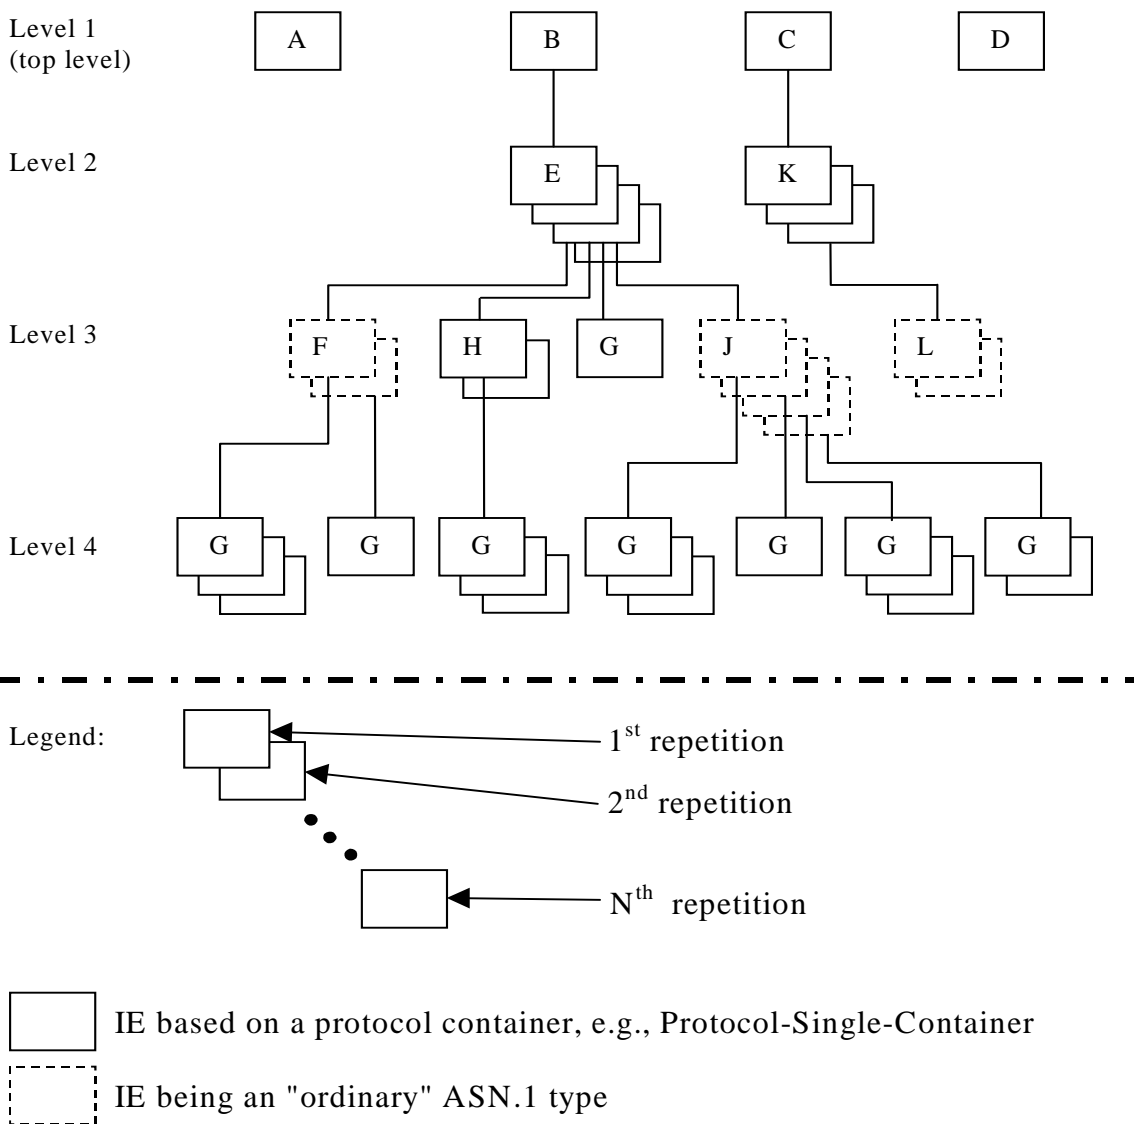 Level 1
(top level)
A B C D
Level 2
E K
Level 3
F H G J L
Level 4
G G G G G G G
Legend:
1st repetition
2nd repetition
Nth repetition
IE based on a protocol container, e.g., Protocol-Single-Container
IE being an "ordinary" ASN.1 type